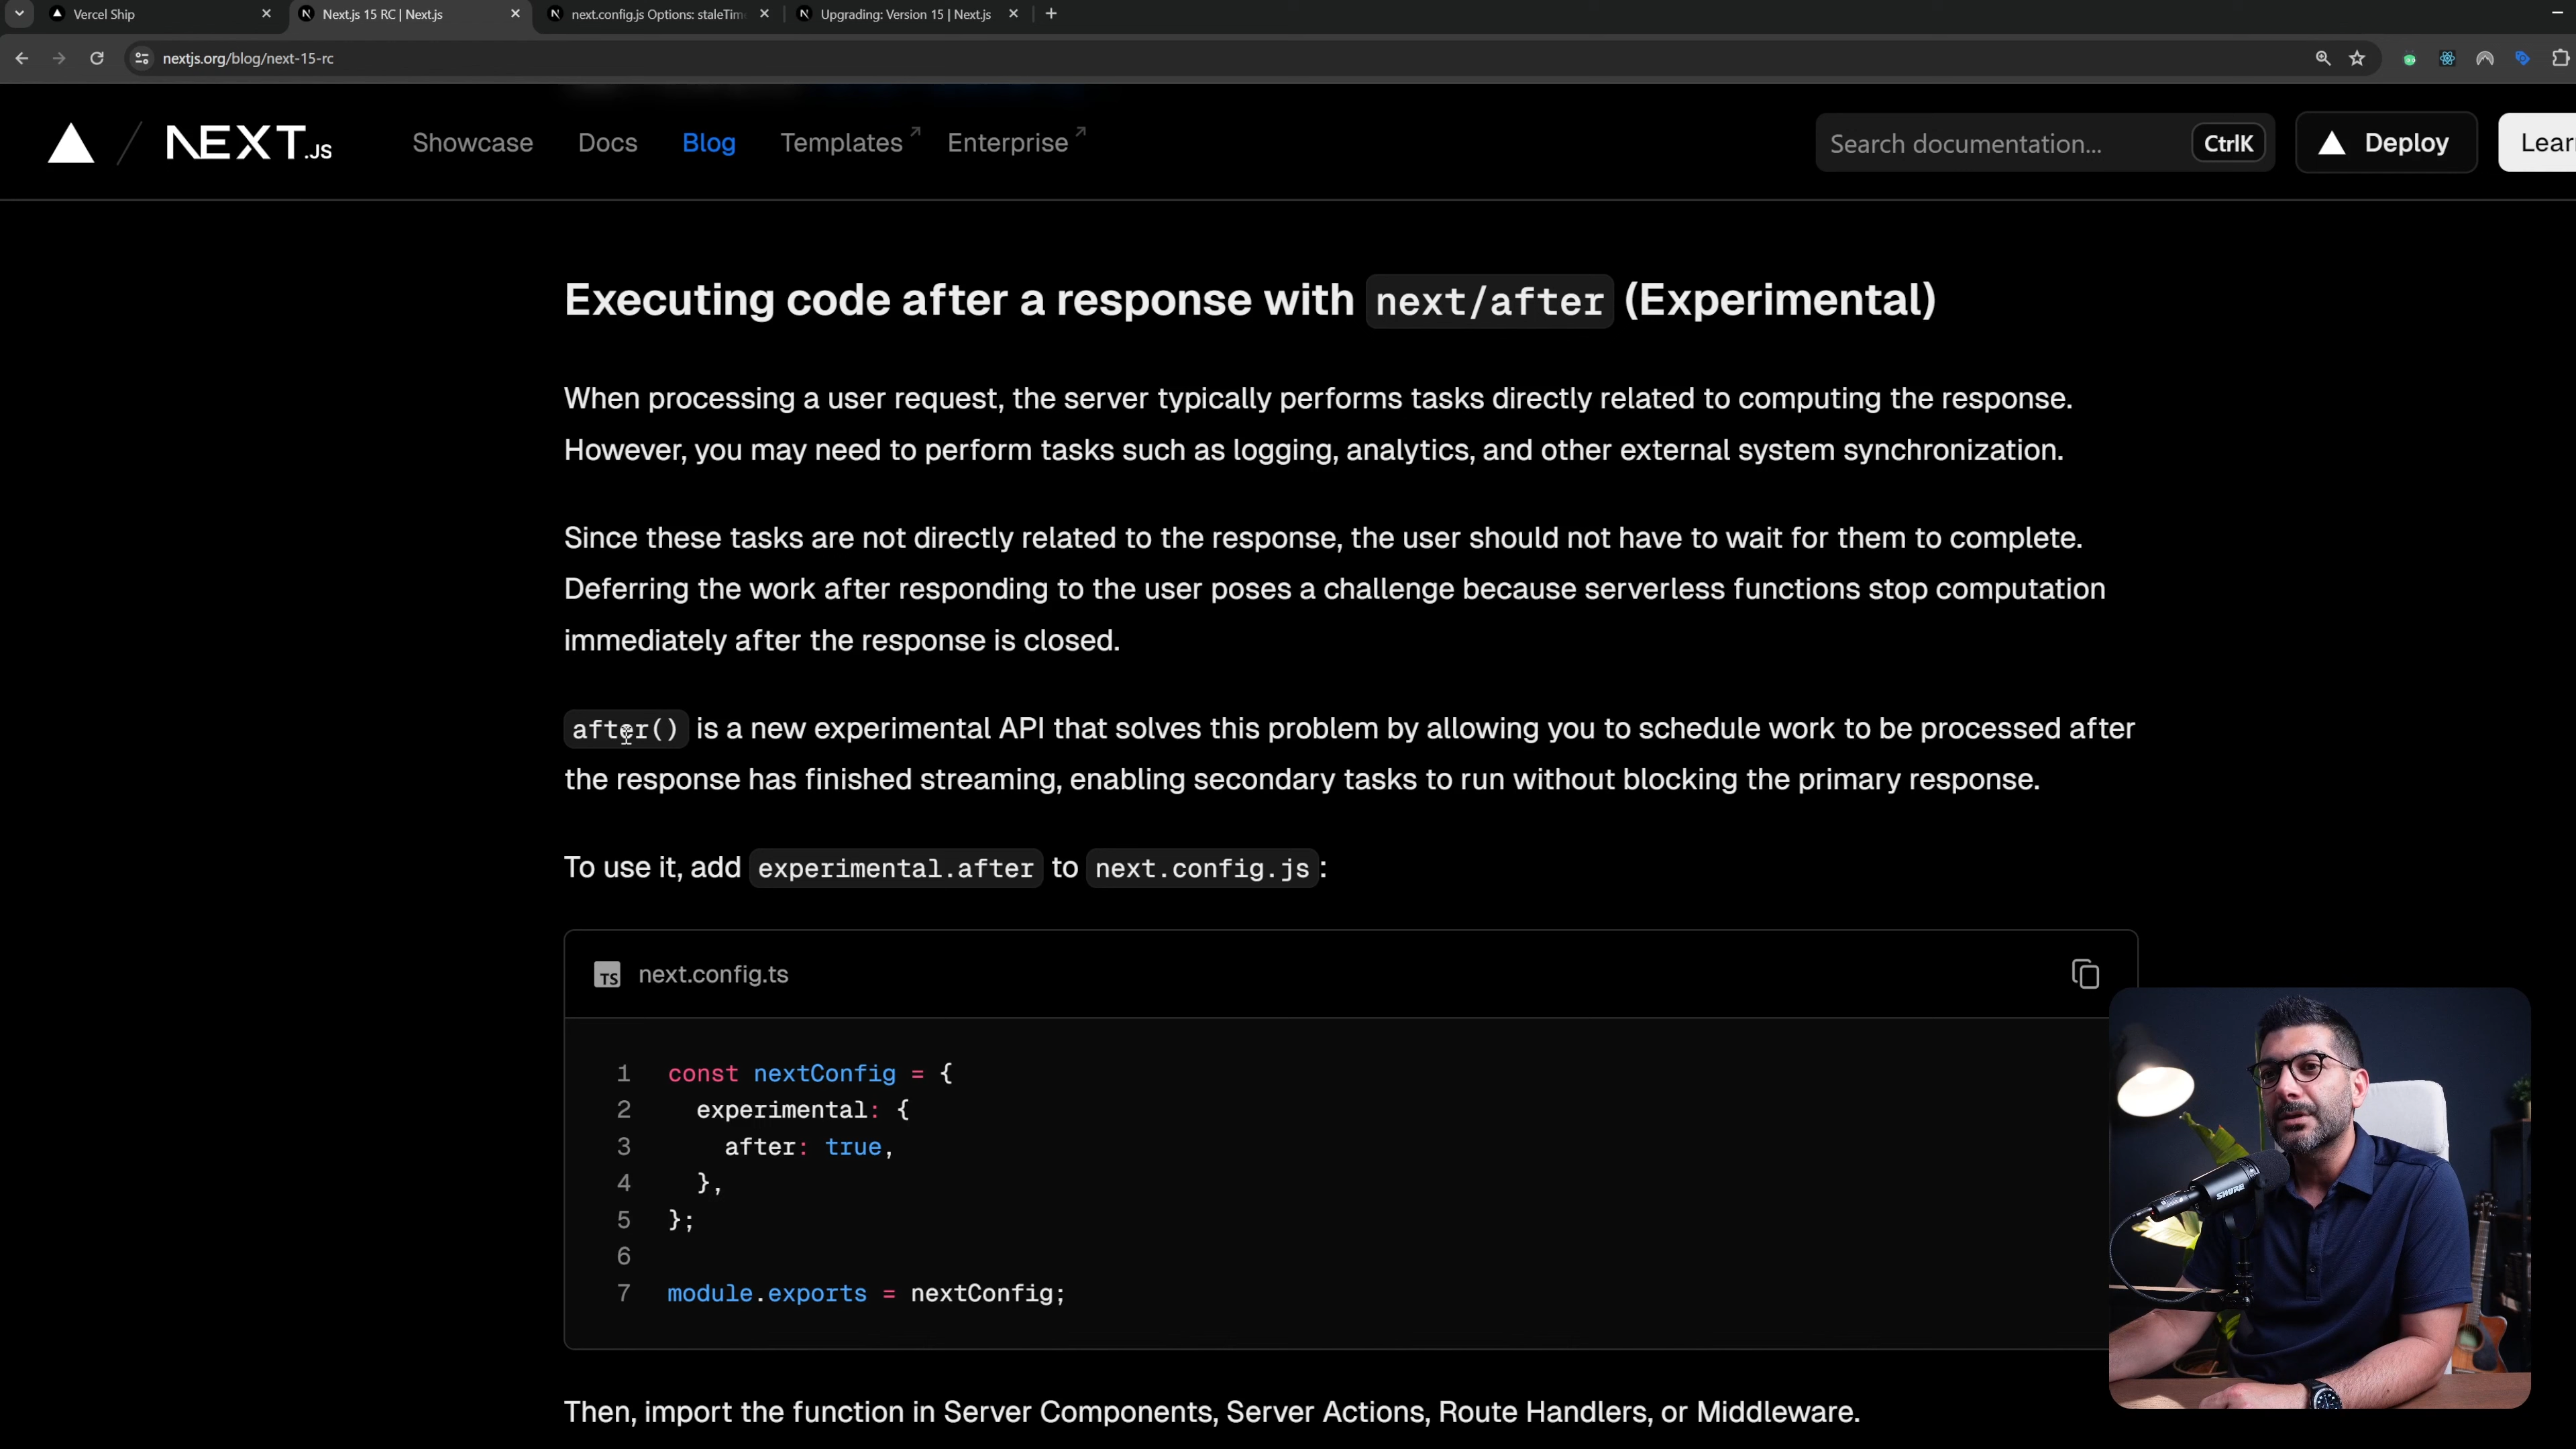 Vercel Ship
Next.js 15 RC | Next.js
next.config.js Options: staleTim
Upgrading: Version 15 | Next.js
nextjs.org/blog/next-15-rc
NEXT.JS
Showcase
Docs
Blog
Templates
Enterprise
Search documentation...
CtrlK
Deploy
Lear
Executing code after a response with next/after (Experimental)
When processing a user request, the server typically performs tasks directly related to computing the response.
However, you may need to perform tasks such as logging, analytics, and other external system synchronization.
Since these tasks are not directly related to the response, the user should not have to wait for them to complete.
Deferring the work after responding to the user poses a challenge because serverless functions stop computation
immediately after the response is closed.
after() is a new experimental API that solves this problem by allowing you to schedule work to be processed after
the response has finished streaming, enabling secondary tasks to run without blocking the primary response.
To use it, add experimental.after to next.config.js:
TS next.config.ts
1 const nextConfig = {
2 experimental: {
3 after: true,
4 },
5 };
6
7 module.exports = nextConfig;
SHURE
Then, import the function in Server Components, Server Actions, Route Handlers, or Middleware.